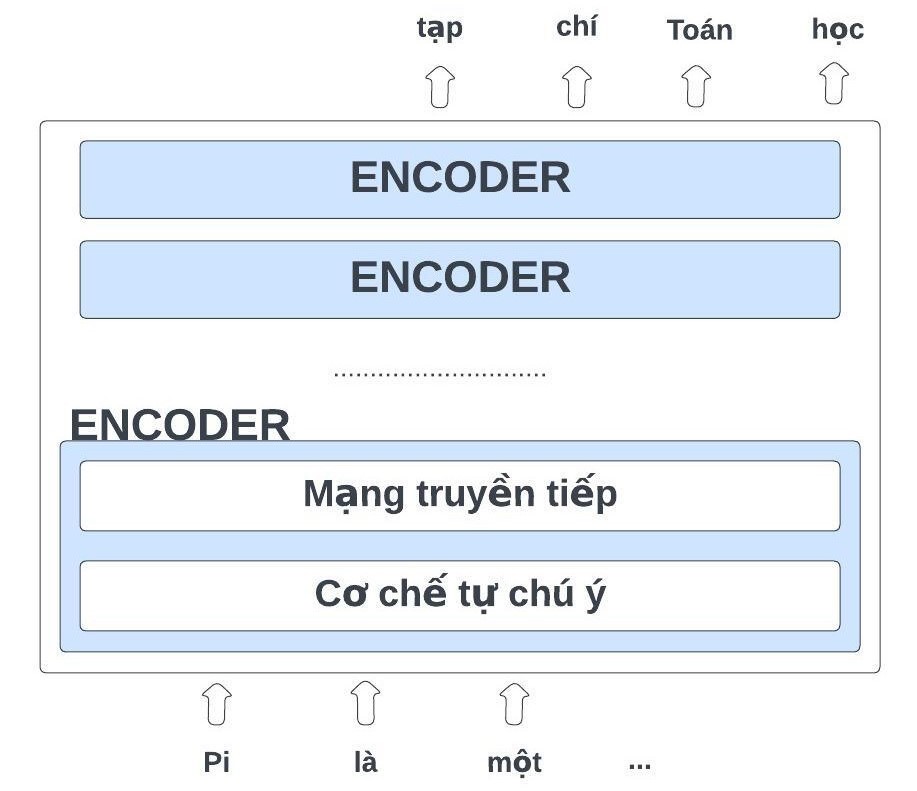 tạp chí Toán học
ENCODER
ENCODER
..............................
ENCODER
Mạng truyền tiếp
Cơ chế tự chú ý
Pi là một ...